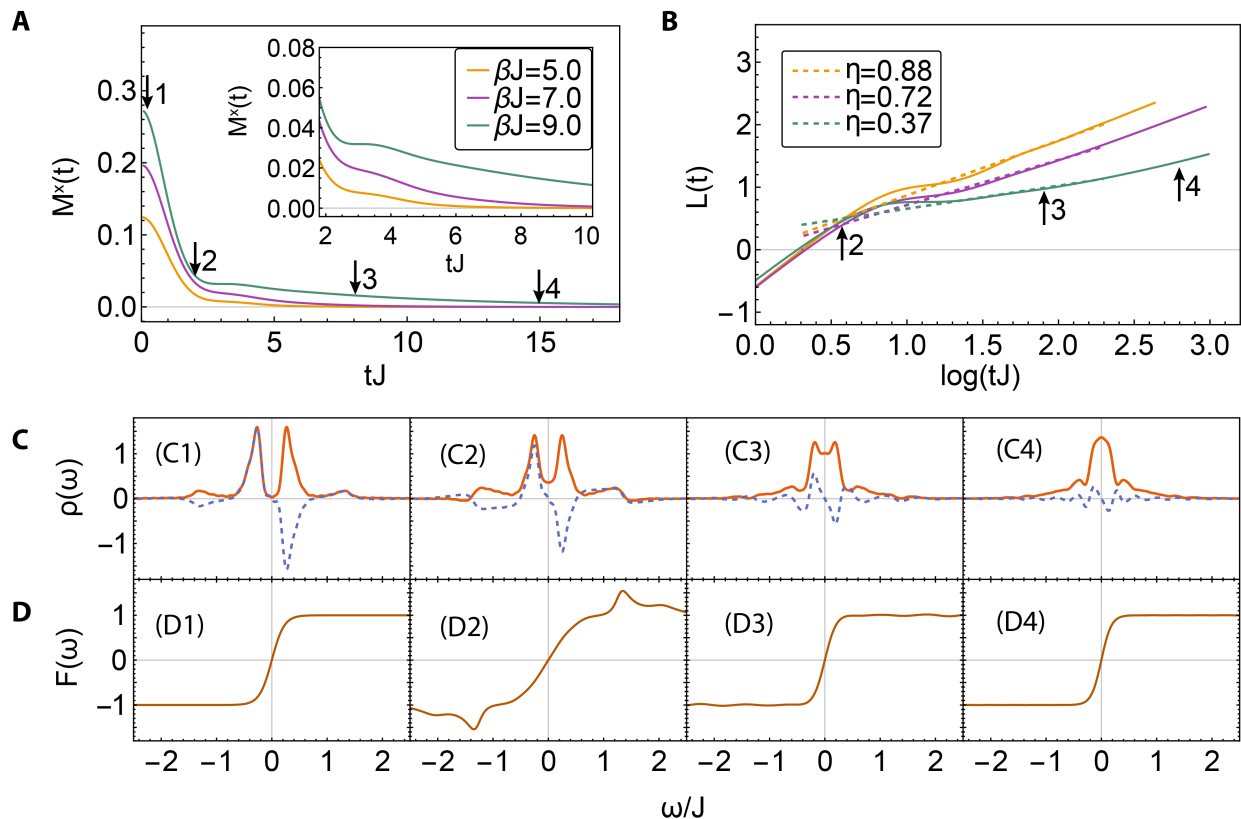 A
B
0.3
0.2
0.1
0.0
Mˣ(t)
0 5 10 15
tJ
1
2
3
4
0.08
0.06
0.04
0.02
0.00
Mˣ(t)
2 4 6 8 10
tJ
βJ=5.0
βJ=7.0
βJ=9.0
3
2
1
0
−1
L(t)
η=0.88
η=0.72
η=0.37
2
3
4
0.0 0.5 1.0 1.5 2.0 2.5 3.0
log(tJ)
C
(C1) (C2) (C3) (C4)
1
0
−1
ρ(ω)
D
(D1) (D2) (D3) (D4)
1
0
−1
F(ω)
−2 −1 0 1 2 −2 −1 0 1 2 −2 −1 0 1 2 −2 −1 0 1 2
ω/J